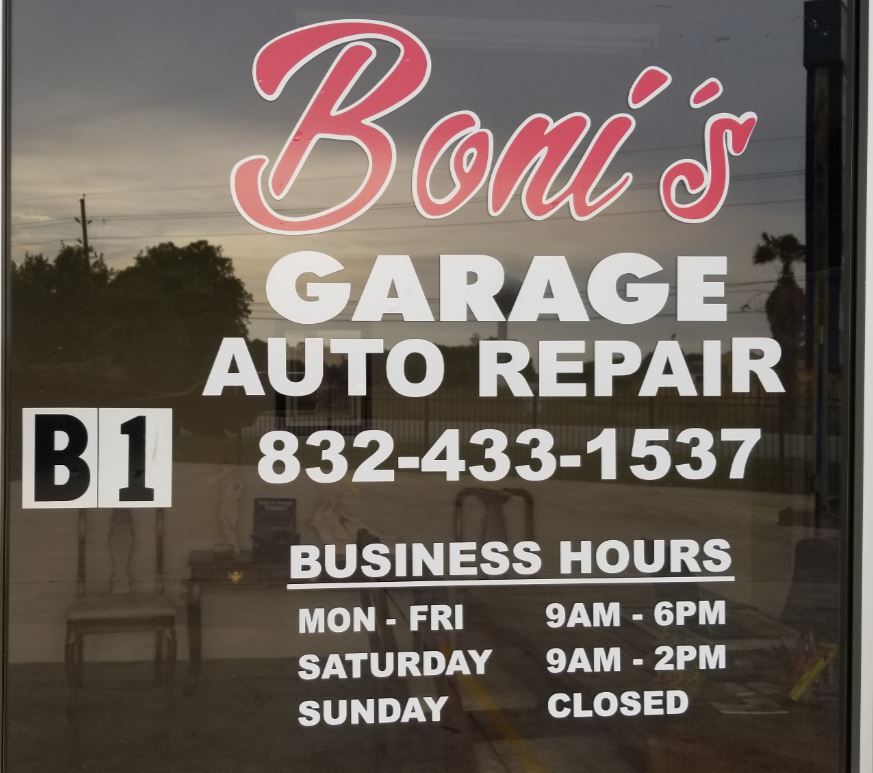 Boni's
GARAGE
AUTO REPAIR
B1
832-433-1537
BUSINESS HOURS
MON - FRI 9AM - 6PM
SATURDAY 9AM - 2PM
SUNDAY CLOSED